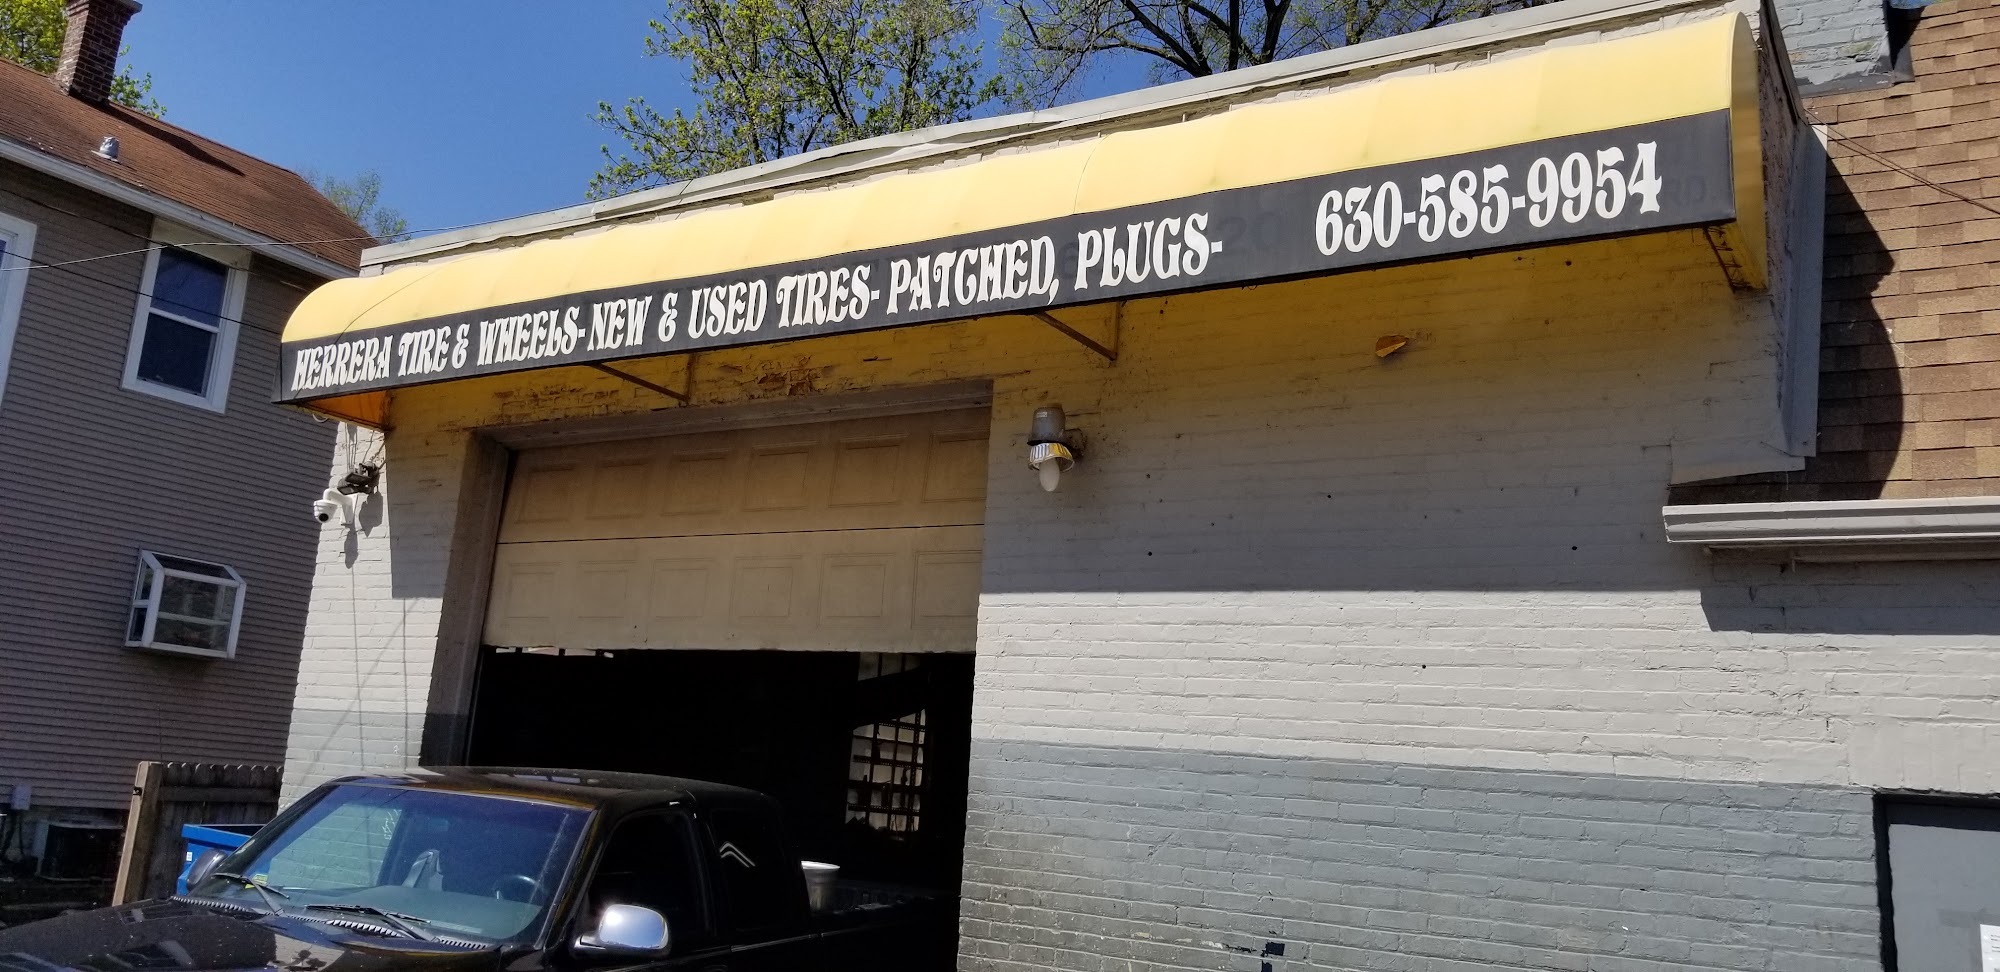 HERRERA TIRE & WHEELS-NEW & USED TIRES-PATCHED, PLUGS- 630-585-9954